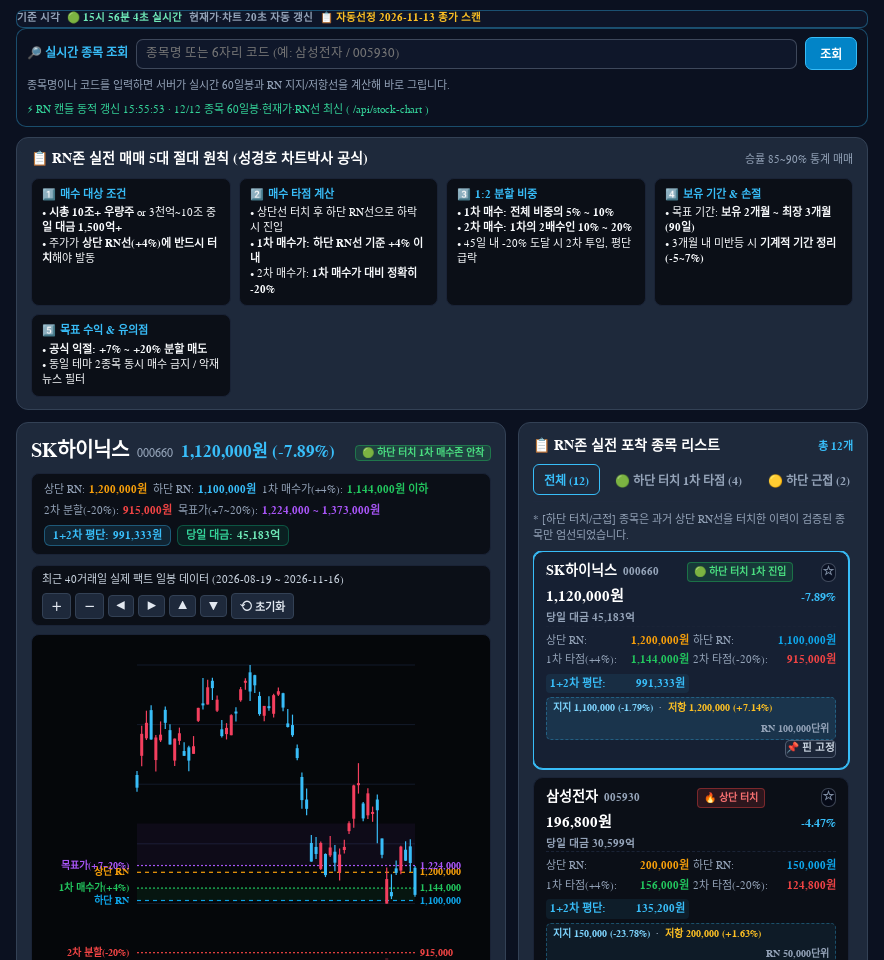 기준 시각 🟢 15시 56분 4초 실시간 현재가·차트 20초 자동 갱신 📋 자동선정 2026-11-13 종가 스캔
🔎 실시간 종목 조회 종목명 또는 6자리 코드 (예: 삼성전자 / 005930) 조회
종목명이나 코드를 입력하면 서버가 실시간 60일봉과 RN 지지/저항선을 계산해 바로 그립니다.
⚡ RN 캔들 동적 갱신 15:55:53 · 12/12 종목 60일봉·현재가·RN선 최신 ( /api/stock-chart )
📋 RN존 실전 매매 5대 절대 원칙 (성경호 차트박사 공식) 승률 85~90% 통계 매매
1️⃣ 매수 대상 조건
• 시총 10조+ 우량주 or 3천억~10조 중
일 대금 1,500억+
• 주가가 상단 RN선(+4%)에 반드시 터
치해야 발동
2️⃣ 매수 타점 계산
• 상단선 터치 후 하단 RN선으로 하락
시 진입
• 1차 매수가: 하단 RN선 기준 +4% 이
내
• 2차 매수가: 1차 매수가 대비 정확히
-20%
3️⃣ 1:2 분할 비중
• 1차 매수: 전체 비중의 5% ~ 10%
• 2차 매수: 1차의 2배수인 10% ~ 20%
• 45일 내 -20% 도달 시 2차 투입, 평단
급락
4️⃣ 보유 기간 & 손절
• 목표 기간: 보유 2개월 ~ 최장 3개월
(90일)
• 3개월 내 미반등 시 기계적 기간 정리
(-5~7%)
5️⃣ 목표 수익 & 유의점
• 공식 익절: +7% ~ +20% 분할 매도
• 동일 테마 2종목 동시 매수 금지 / 악재
뉴스 필터
SK하이닉스 000660 1,120,000원 (-7.89%) 🟢 하단 터치 1차 매수존 안착
상단 RN: 1,200,000원 하단 RN: 1,100,000원 1차 매수가(+4%): 1,144,000원 이하
2차 분할(-20%): 915,000원 목표가(+7~20%): 1,224,000 ~ 1,373,000원
1+2차 평단: 991,333원 당일 대금: 45,183억
최근 40거래일 실제 팩트 일봉 데이터 (2026-08-19 ~ 2026-11-16)
+ − ◀ ▶ ▲ ▼ ⟲ 초기화
목표가(+7~20%) 1,224,000
상단 RN 1,200,000
1차 매수가(+4%) 1,144,000
하단 RN 1,100,000
2차 분할(-20%) 915,000
📋 RN존 실전 포착 종목 리스트 총 12개
전체 (12) 🟢 하단 터치 1차 타점 (4) 🟡 하단 근접 (2)
* [하단 터치/근접] 종목은 과거 상단 RN선을 터치한 이력이 검증된 종
목만 엄선되었습니다.
SK하이닉스 000660 🟢 하단 터치 1차 진입 ☆
1,120,000원 -7.89%
당일 대금 45,183억
상단 RN: 1,200,000원 하단 RN: 1,100,000원
1차 타점(+4%): 1,144,000원 2차 타점(-20%): 915,000원
1+2차 평단: 991,333원
지지 1,100,000 (-1.79%) · 저항 1,200,000 (+7.14%)
RN 100,000단위
📌 핀 고정
삼성전자 005930 🔥 상단 터치 ☆
196,800원 -4.47%
당일 대금 30,599억
상단 RN: 200,000원 하단 RN: 150,000원
1차 타점(+4%): 156,000원 2차 타점(-20%): 124,800원
1+2차 평단: 135,200원
지지 150,000 (-23.78%) · 저항 200,000 (+1.63%)
RN 50,000단위